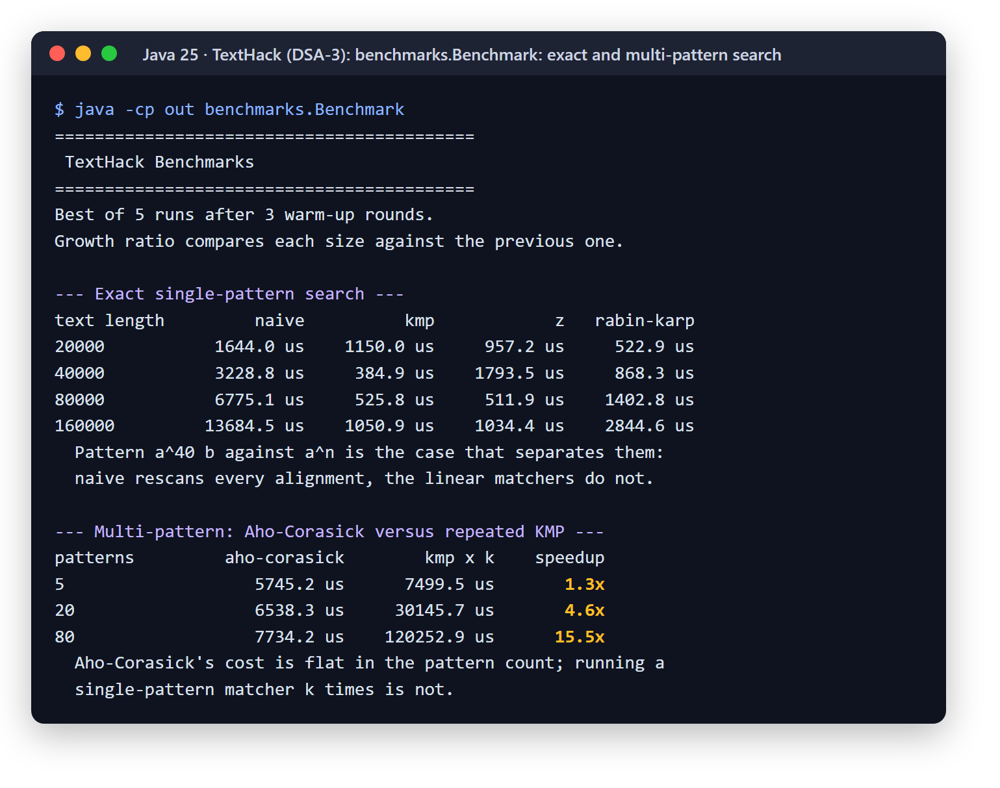 Java 25 · TextHack (DSA-3): benchmarks.Benchmark: exact and multi-pattern search
$ java -cp out benchmarks.Benchmark
==========================================
 TextHack Benchmarks
==========================================
Best of 5 runs after 3 warm-up rounds.
Growth ratio compares each size against the previous one.

--- Exact single-pattern search ---
text length         naive          kmp            z   rabin-karp
20000           1644.0 us    1150.0 us     957.2 us     522.9 us
40000           3228.8 us     384.9 us    1793.5 us     868.3 us
80000           6775.1 us     525.8 us     511.9 us    1402.8 us
160000         13684.5 us    1050.9 us    1034.4 us    2844.6 us
  Pattern a^40 b against a^n is the case that separates them:
  naive rescans every alignment, the linear matchers do not.

--- Multi-pattern: Aho-Corasick versus repeated KMP ---
patterns         aho-corasick        kmp x k    speedup
5                   5745.2 us      7499.5 us       1.3x
20                  6538.3 us     30145.7 us       4.6x
80                  7734.2 us    120252.9 us      15.5x
  Aho-Corasick's cost is flat in the pattern count; running a
  single-pattern matcher k times is not.